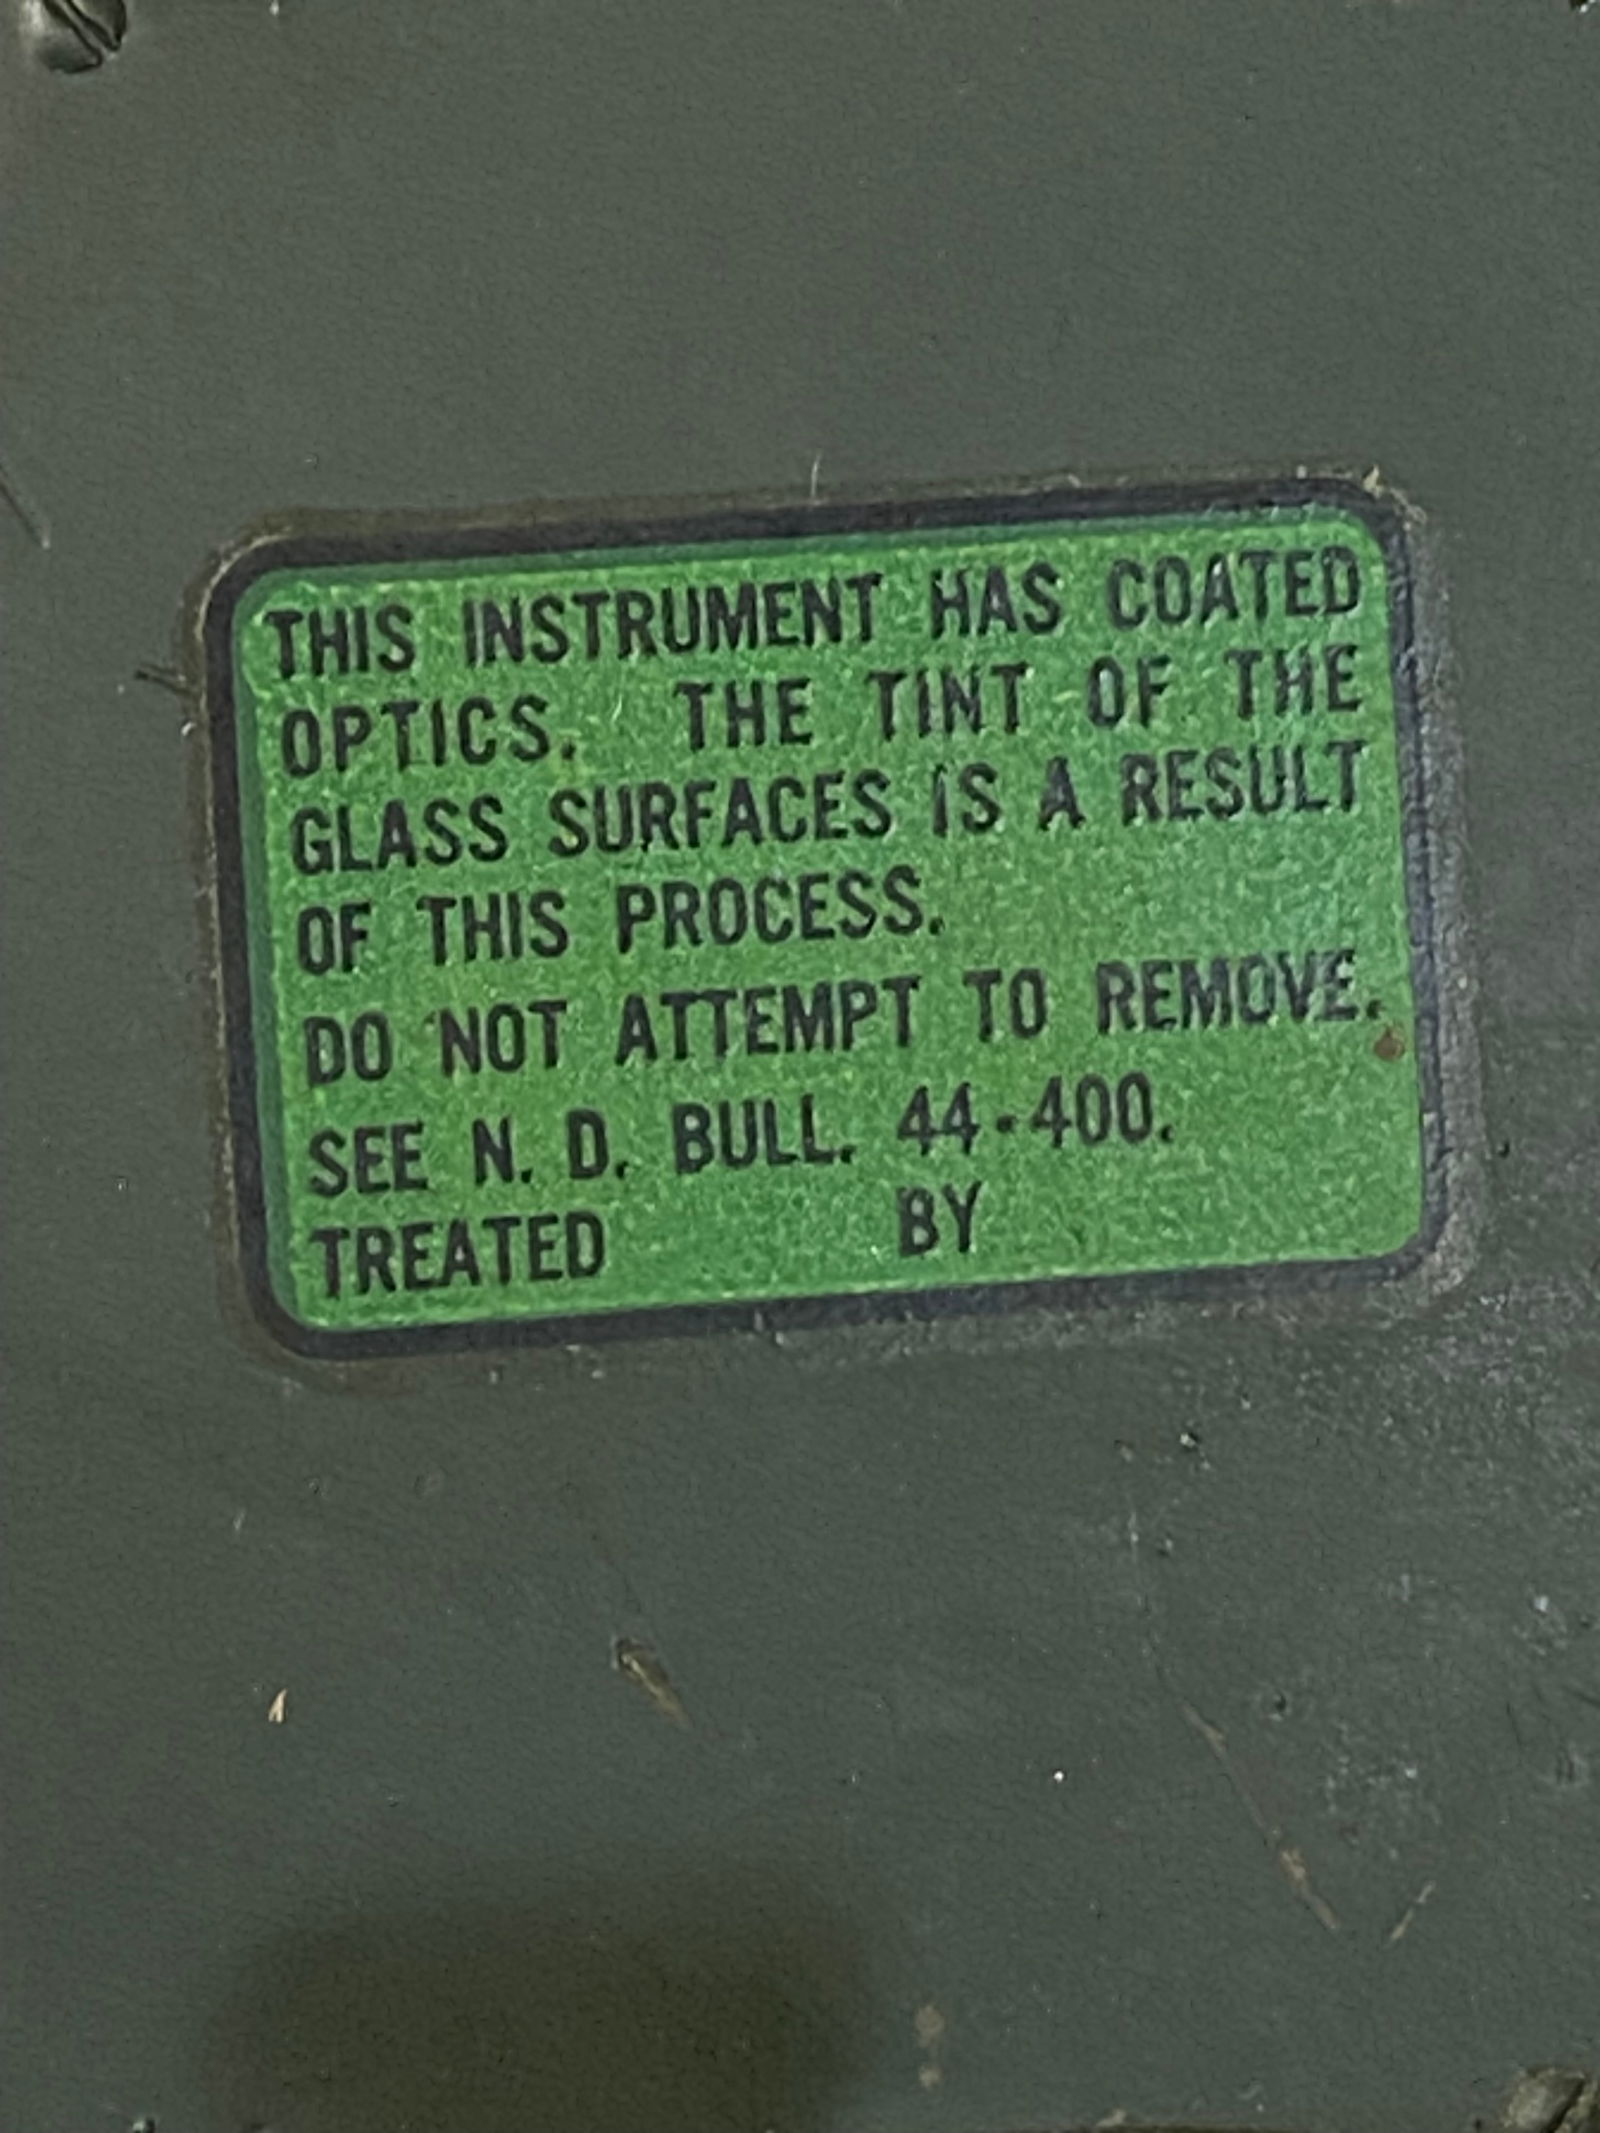 THIS INSTRUMENT HAS COATED
OPTICS. THE TINT OF THE
GLASS SURFACES IS A RESULT
OF THIS PROCESS.
DO NOT ATTEMPT TO REMOVE.
SEE N. D. BULL. 44-400.
TREATED BY